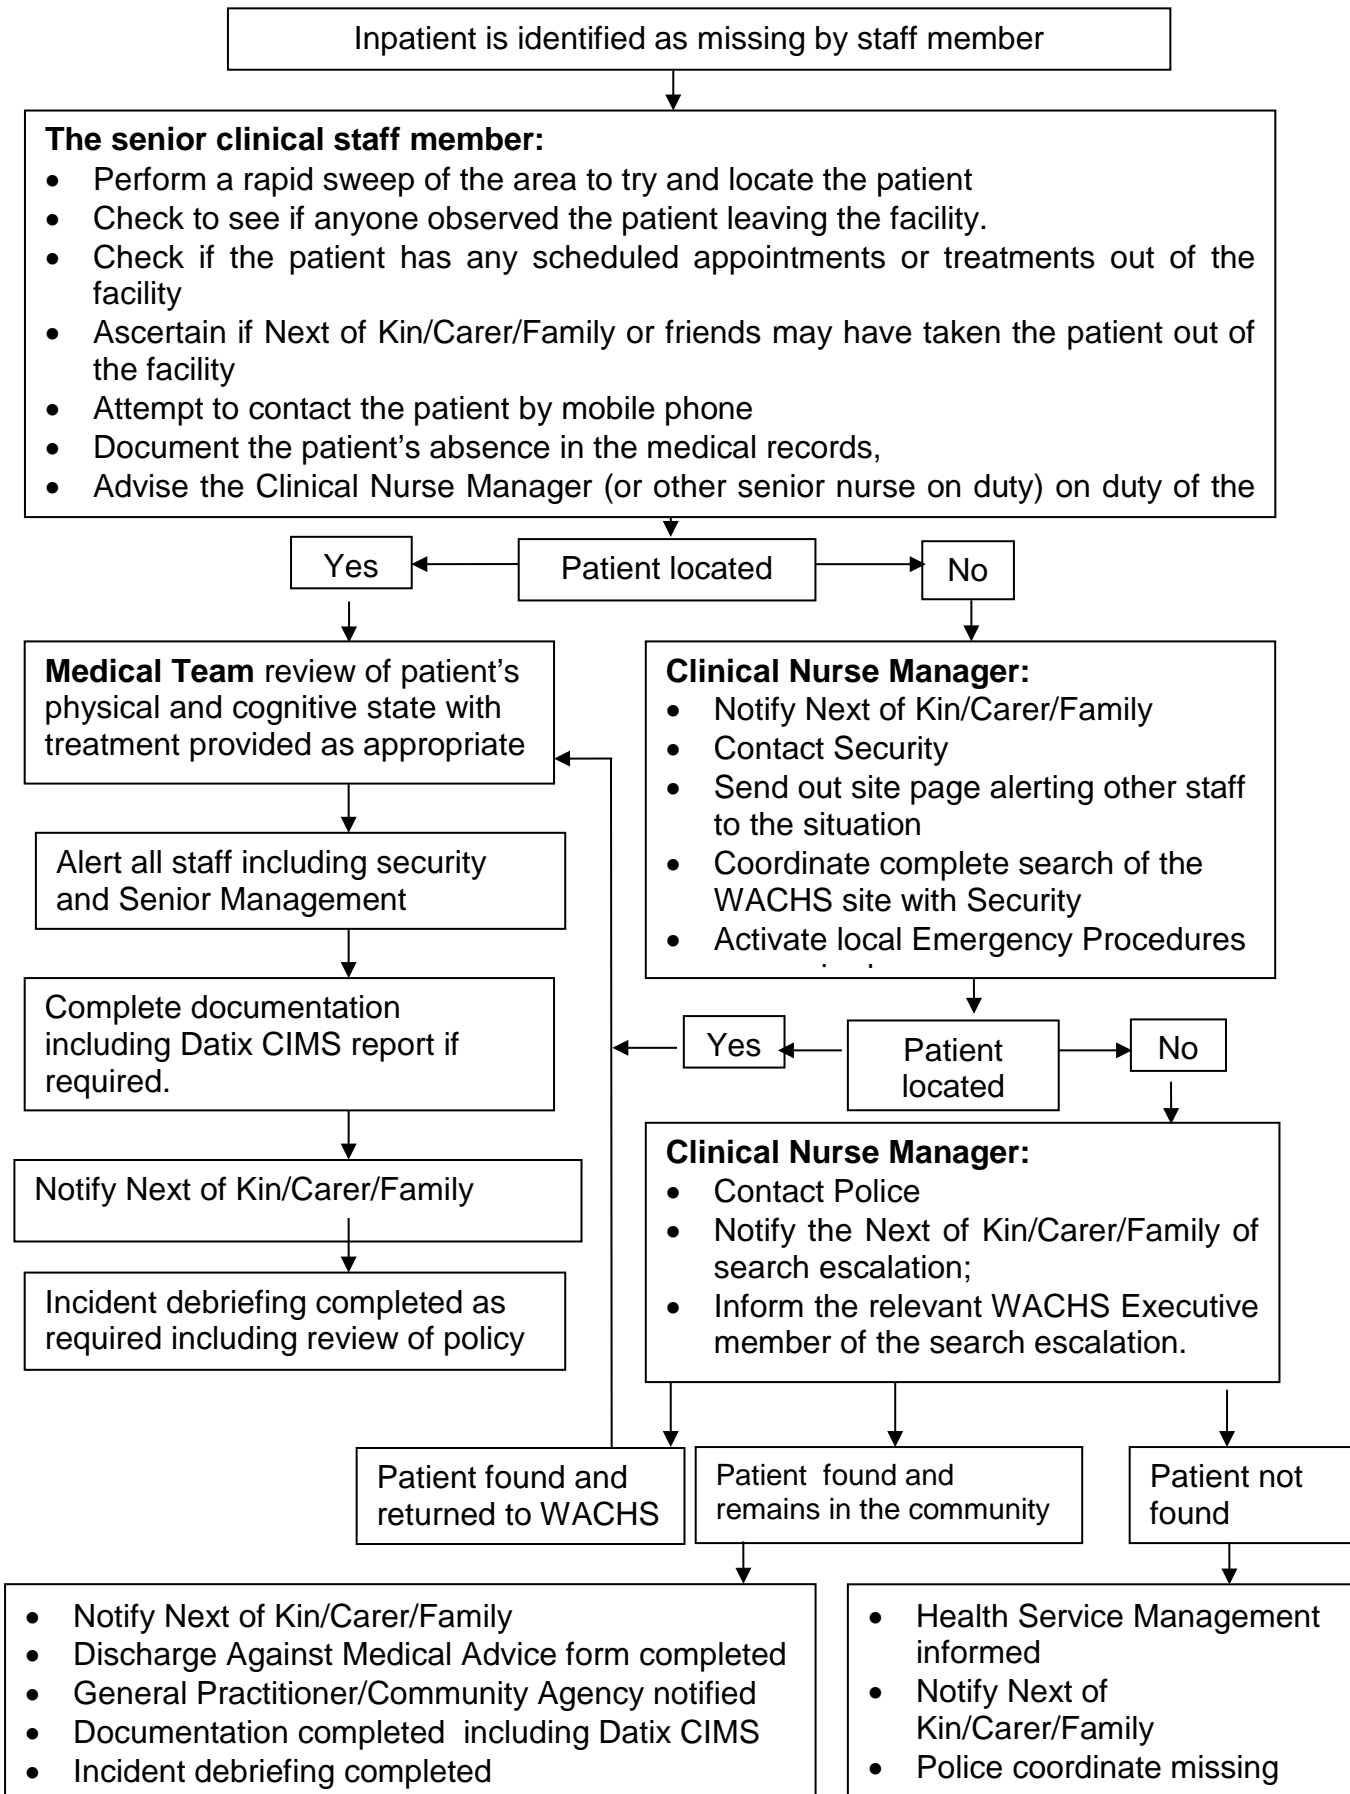 Inpatient is identified as missing by staff member
The senior clinical staff member:
• Perform a rapid sweep of the area to try and locate the patient
• Check to see if anyone observed the patient leaving the facility.
• Check if the patient has any scheduled appointments or treatments out of the
facility
• Ascertain if Next of Kin/Carer/Family or friends may have taken the patient out of
the facility
• Attempt to contact the patient by mobile phone
• Document the patient's absence in the medical records,
• Advise the Clinical Nurse Manager (or other senior nurse on duty) on duty of the
Yes
Patient located
No
Medical Team review of patient's
physical and cognitive state with
treatment provided as appropriate
Alert all staff including security
and Senior Management
Complete documentation
including Datix CIMS report if
required.
Notify Next of Kin/Carer/Family
Incident debriefing completed as
required including review of policy
Clinical Nurse Manager:
• Notify Next of Kin/Carer/Family
• Contact Security
• Send out site page alerting other staff
to the situation
• Coordinate complete search of the
WACHS site with Security
• Activate local Emergency Procedures
Yes
Patient
located
No
Clinical Nurse Manager:
• Contact Police
• Notify the Next of Kin/Carer/Family of
search escalation;
• Inform the relevant WACHS Executive
member of the search escalation.
Patient found and
returned to WACHS
Patient found and
remains in the community
Patient not
found
• Notify Next of Kin/Carer/Family
• Discharge Against Medical Advice form completed
• General Practitioner/Community Agency notified
• Documentation completed including Datix CIMS
• Incident debriefing completed
• Health Service Management
informed
• Notify Next of
Kin/Carer/Family
• Police coordinate missing